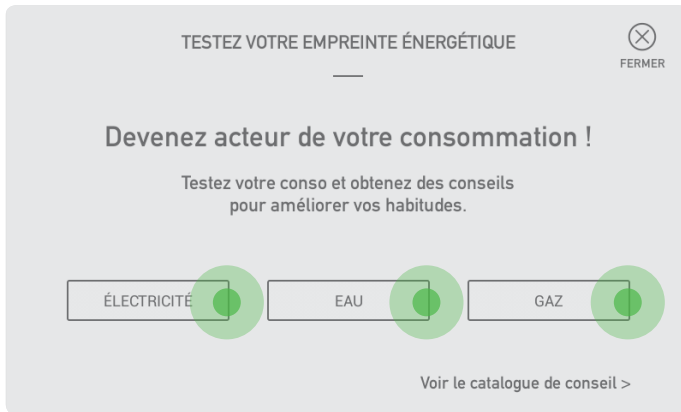 TESTEZ VOTRE EMPREINTE ÉNERGÉTIQUE
FERMER
Devenez acteur de votre consommation !
Testez votre conso et obtenez des conseils
pour améliorer vos habitudes.
ÉLECTRICITÉ
EAU
GAZ
Voir le catalogue de conseil >